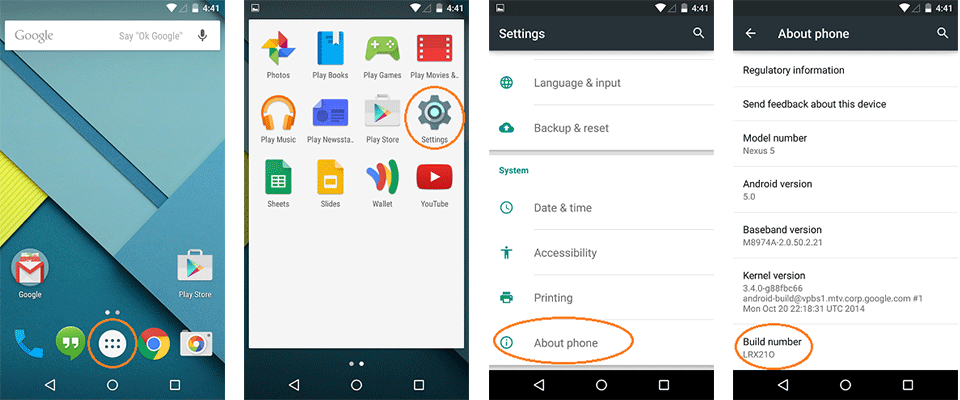 4:41
Google
Say "Ok Google"
Google
Play Store
4:41
Photos
Play Books
Play Games
Play Movies &..
Play Music
Play Newssta..
Play Store
Settings
Sheets
Slides
Wallet
YouTube
4:41
Settings
Language & input
Backup & reset
System
Date & time
Accessibility
Printing
About phone
4:41
About phone
Regulatory information
Send feedback about this device
Model number
Nexus 5
Android version
5.0
Baseband version
M8974A-2.0.50.2.21
Kernel version
3.4.0-g88fbc66
android-build@vpbs1.mtv.corp.google.com #1
Mon Oct 20 22:18:31 UTC 2014
Build number
LRX21O